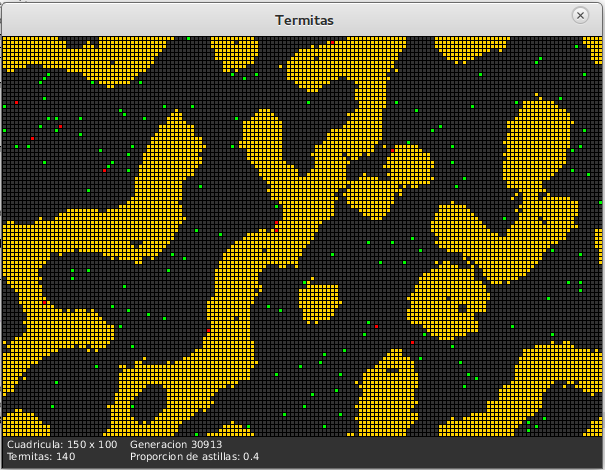 Termitas
Cuadricula: 150 x 100 Generacion 30913
Termitas: 140 Proporcion de astillas: 0.4